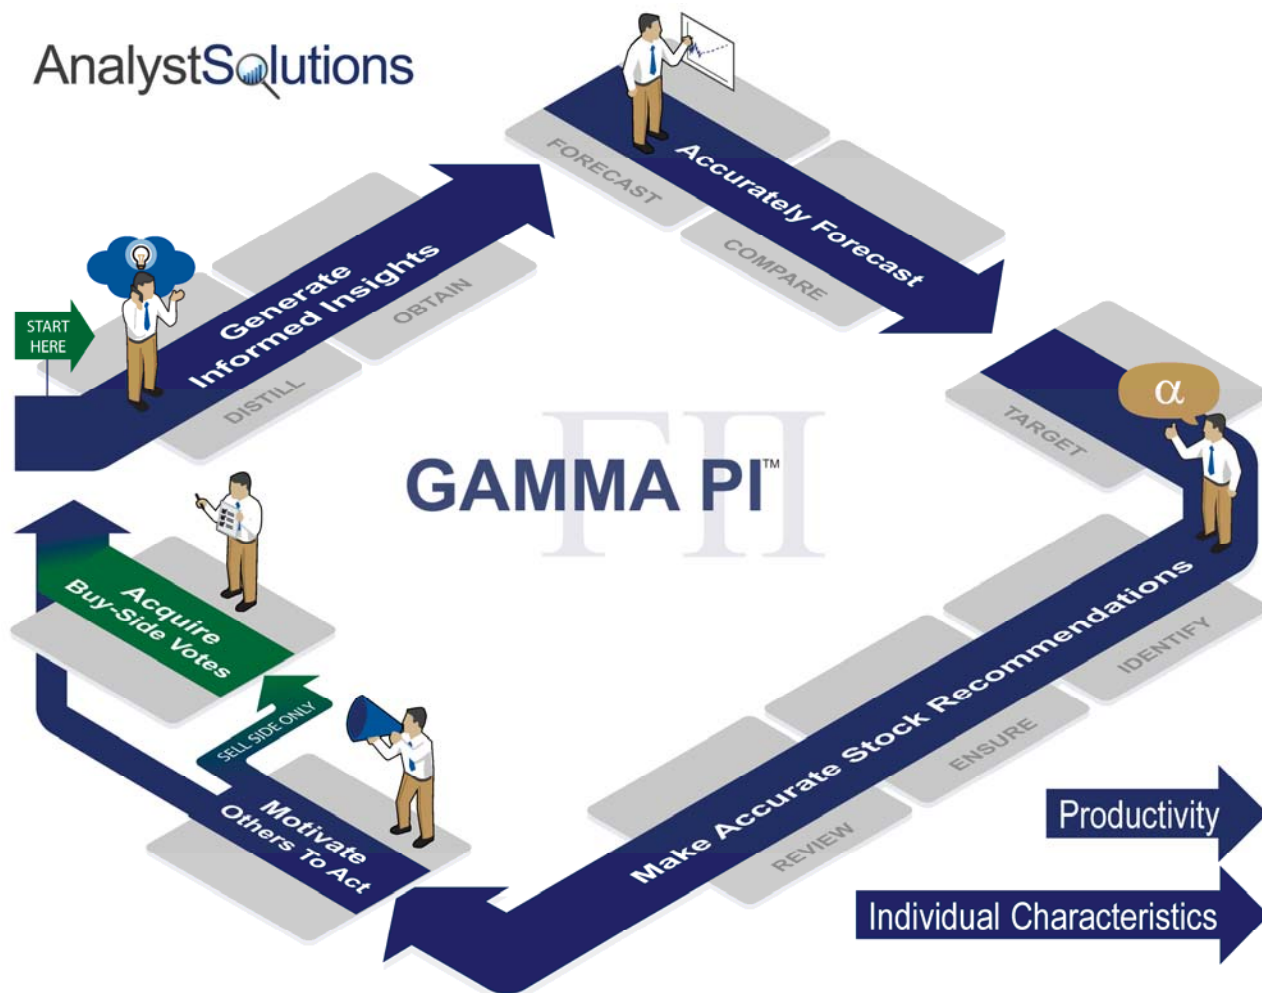 AnalystSolutions
START
HERE
Generate
Informed Insights
DISTILL
OBTAIN
Accurately Forecast
FORECAST
COMPARE
TARGET
α
ΓΠ
GAMMA PI™
Make Accurate Stock Recommendations
IDENTIFY
ENSURE
REVIEW
Motivate
Others To Act
SELL SIDE ONLY
Acquire
Buy-Side Votes
Productivity
Individual Characteristics